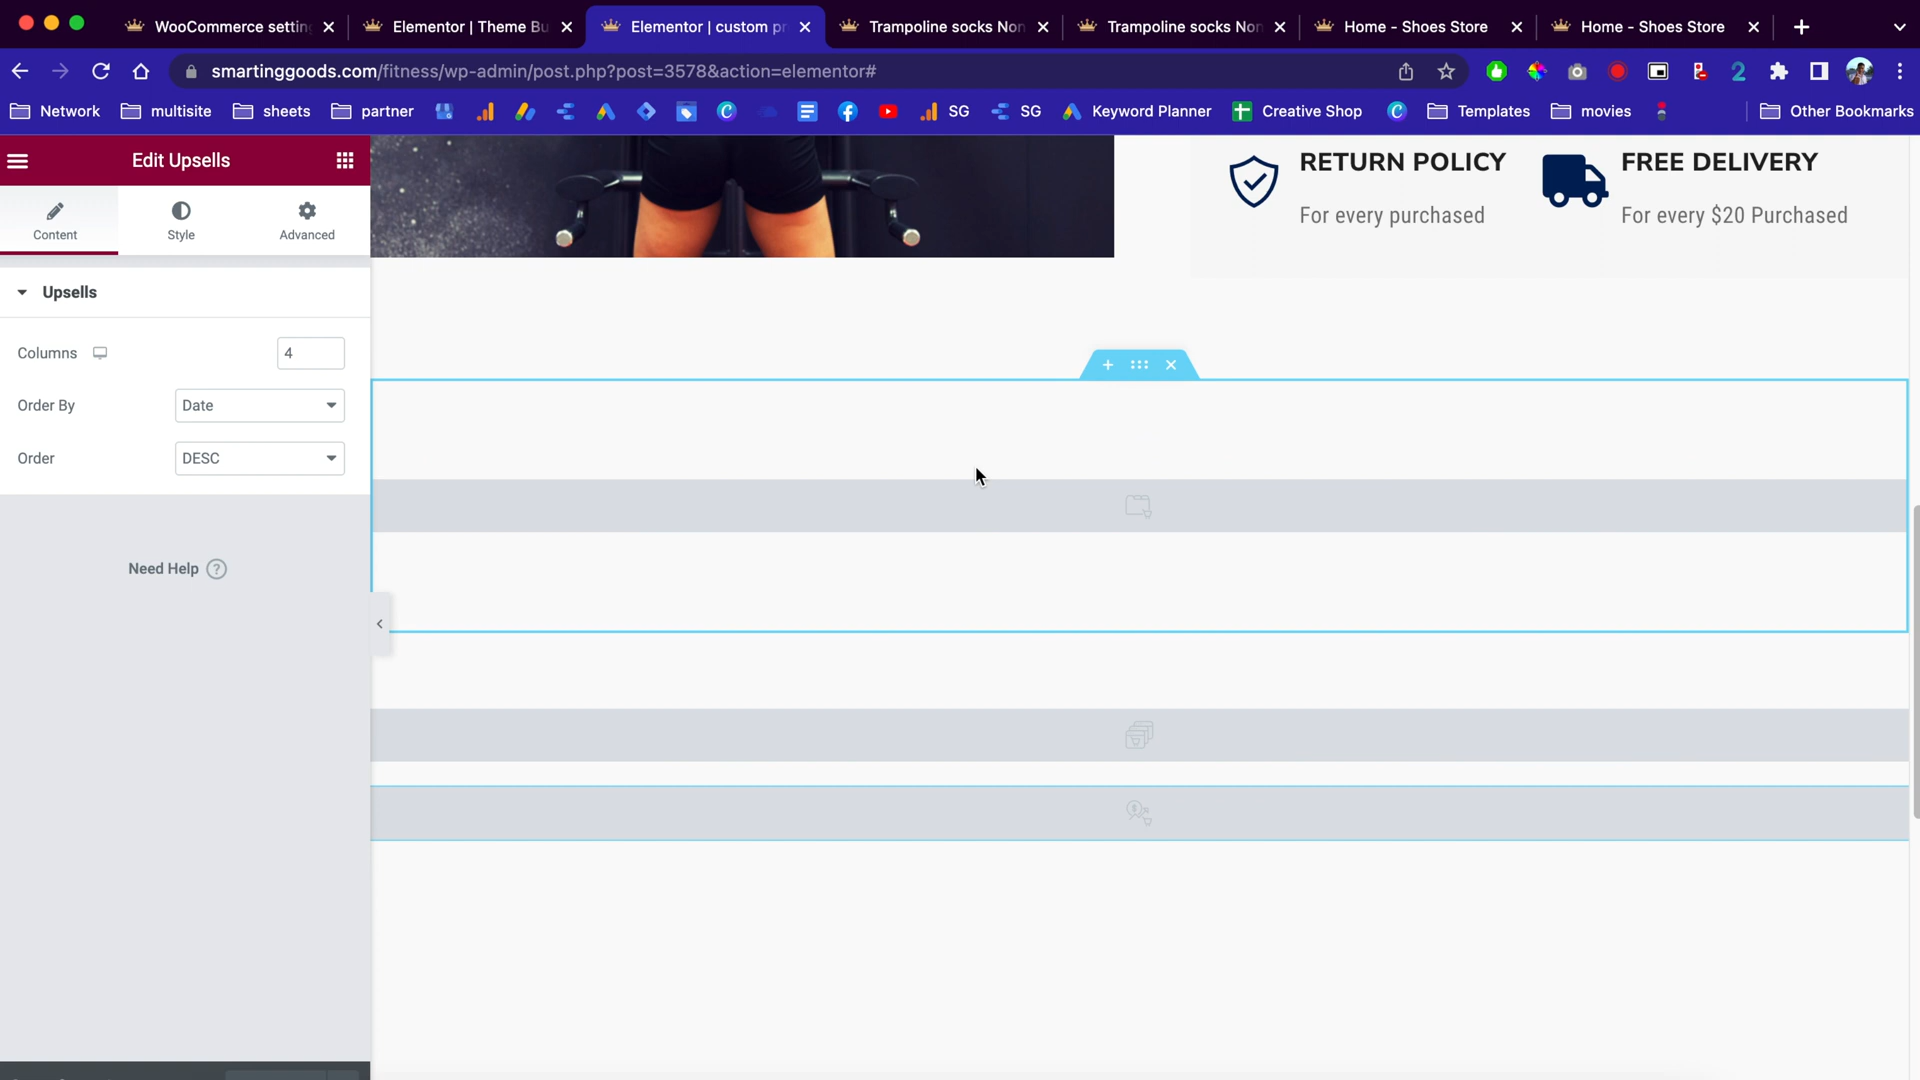 WooCommerce settin
Elementor | Theme Bu
Elementor | custom pr
Trampoline socks Non
Trampoline socks Non
Home - Shoes Store
Home - Shoes Store
smartinggoods.com/fitness/wp-admin/post.php?post=3578&action=elementor#
Network
multisite
sheets
partner
SG
SG
Keyword Planner
Creative Shop
Templates
movies
Other Bookmarks
Edit Upsells
Content
Style
Advanced
Upsells
Columns
4
Order By
Date
Order
DESC
Need Help ?
RETURN POLICY
For every purchased
FREE DELIVERY
For every $20 Purchased